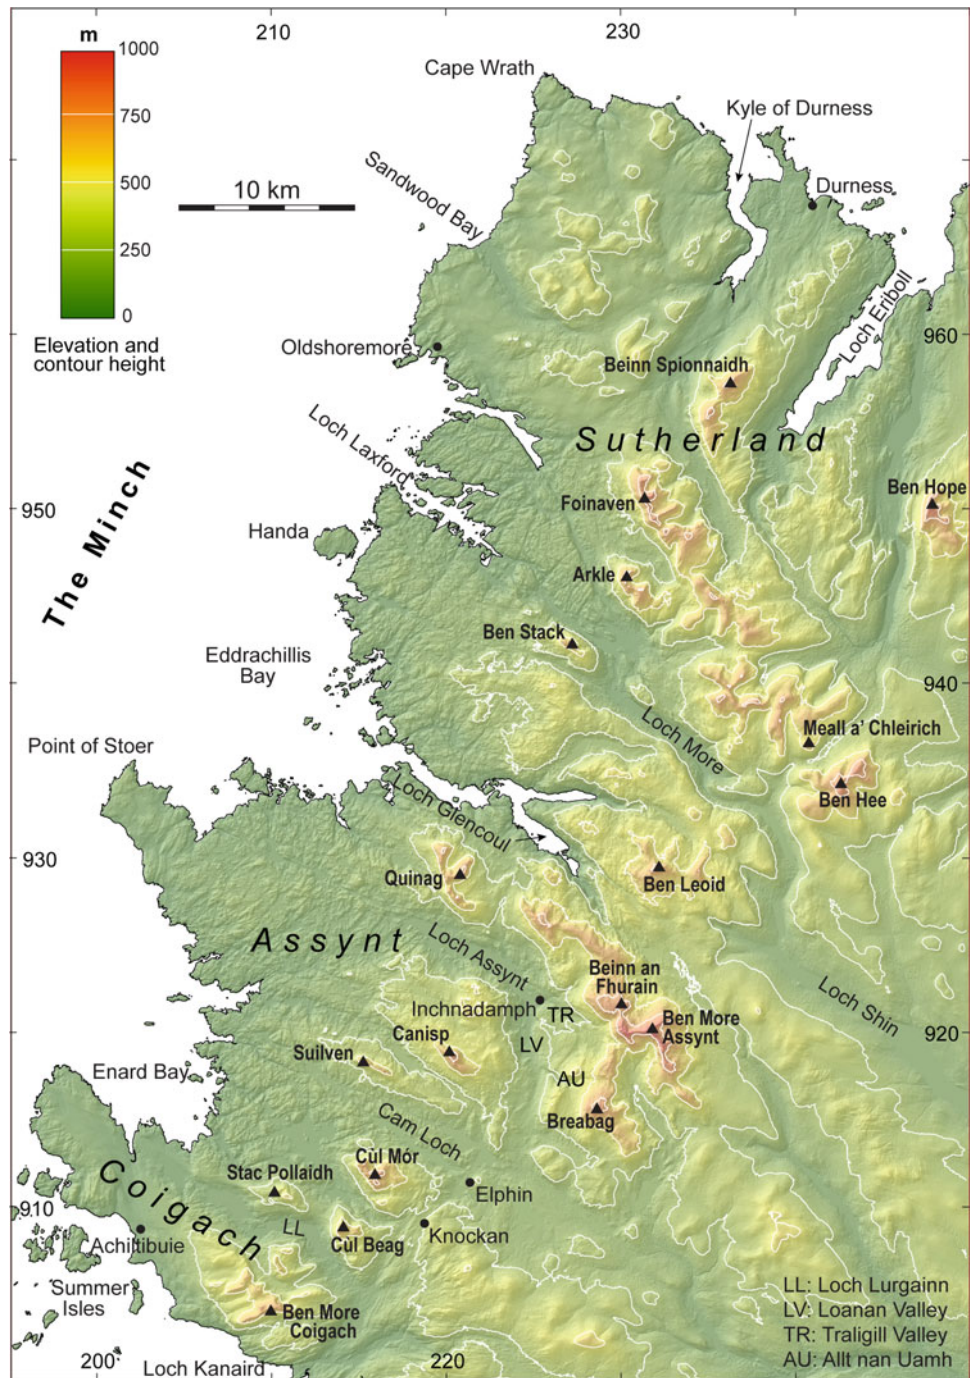 210
230
m
1000
750
500
250
0
Elevation and
contour height
10 km
Cape Wrath
Kyle of Durness
Sandwood Bay
Durness
Loch Eriboll
960
Oldshoremore
Beinn Spionnaidh
Loch Laxford
Sutherland
The Minch
950
Foinaven
Ben Hope
Handa
Arkle
Ben Stack
Eddrachillis
Bay
940
Loch More
Meall a' Chleirich
Point of Stoer
Ben Hee
Loch Glencoul
930
Quinag
Ben Leoid
Assynt
Loch Assynt
Beinn an
Fhurain
Loch Shin
Inchnadamph
TR
Ben More
Assynt
920
Canisp
LV
Suilven
Enard Bay
AU
Breabag
Cam Loch
Cùl Mór
Stac Pollaidh
Elphin
Coigach
910
LL
Knockan
Achiltibuie
Cùl Beag
Summer
Isles
Ben More
Coigach
LL: Loch Lurgainn
LV: Loanan Valley
TR: Traligill Valley
AU: Allt nan Uamh
200
220
Loch Kanaird